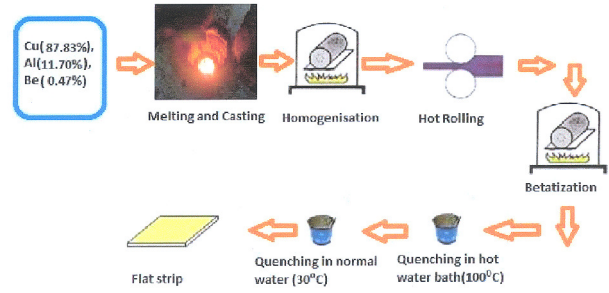 Cu( 87.83%),
Al(11.70%),
Be( 0.47%)
Melting and Casting
Homogenisation
Hot Rolling
Betatization
Flat strip
Quenching in normal
water (30°C)
Quenching in hot
water bath(100⁰C)